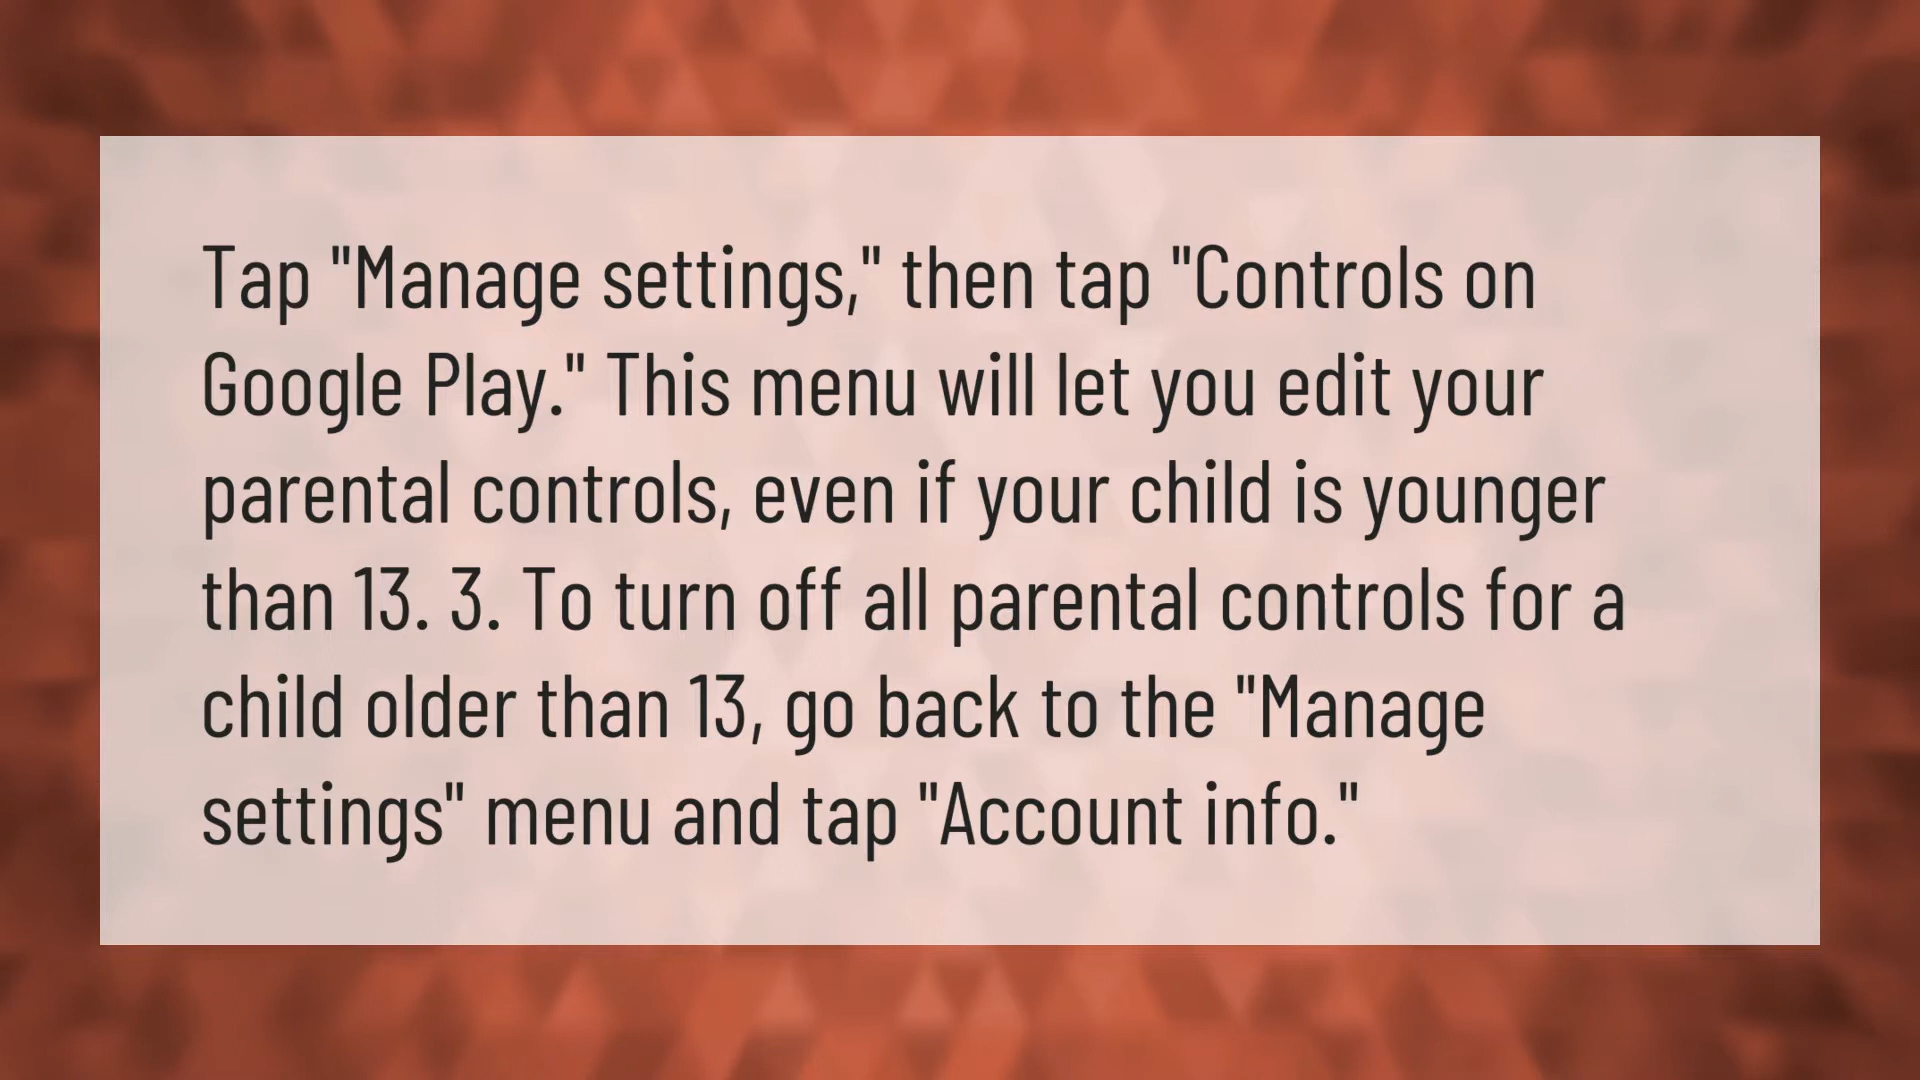 Tap "Manage settings," then tap "Controls on
Google Play." This menu will let you edit your
parental controls, even if your child is younger
than 13. 3. To turn off all parental controls for a
child older than 13, go back to the "Manage
settings" menu and tap "Account info."